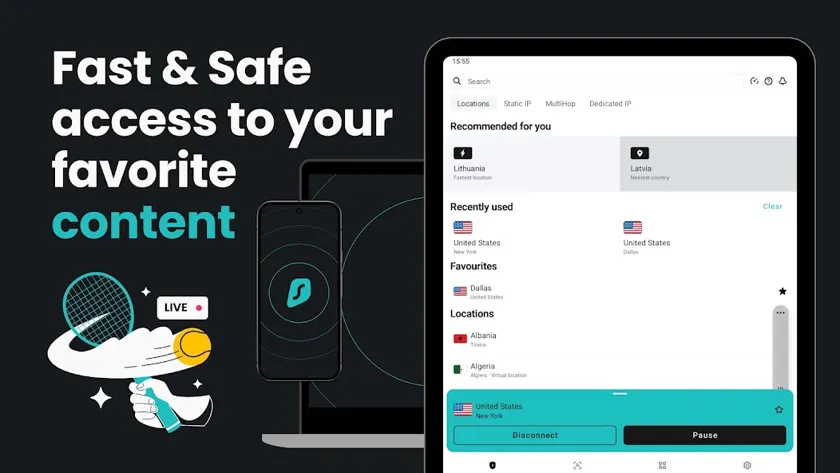 Fast & Safe
access to your
favorite
content
LIVE
15:55
Search
Locations Static IP MultiHop Dedicated IP
Recommended for you
Lithuania Latvia
Fastest location Nearest country
Recently used Clear
United States United States
New York Dallas
Favourites
Dallas
United States
Locations
Albania
Tirana
Algeria
Algiers - Virtual location
United States
New York
Disconnect Pause